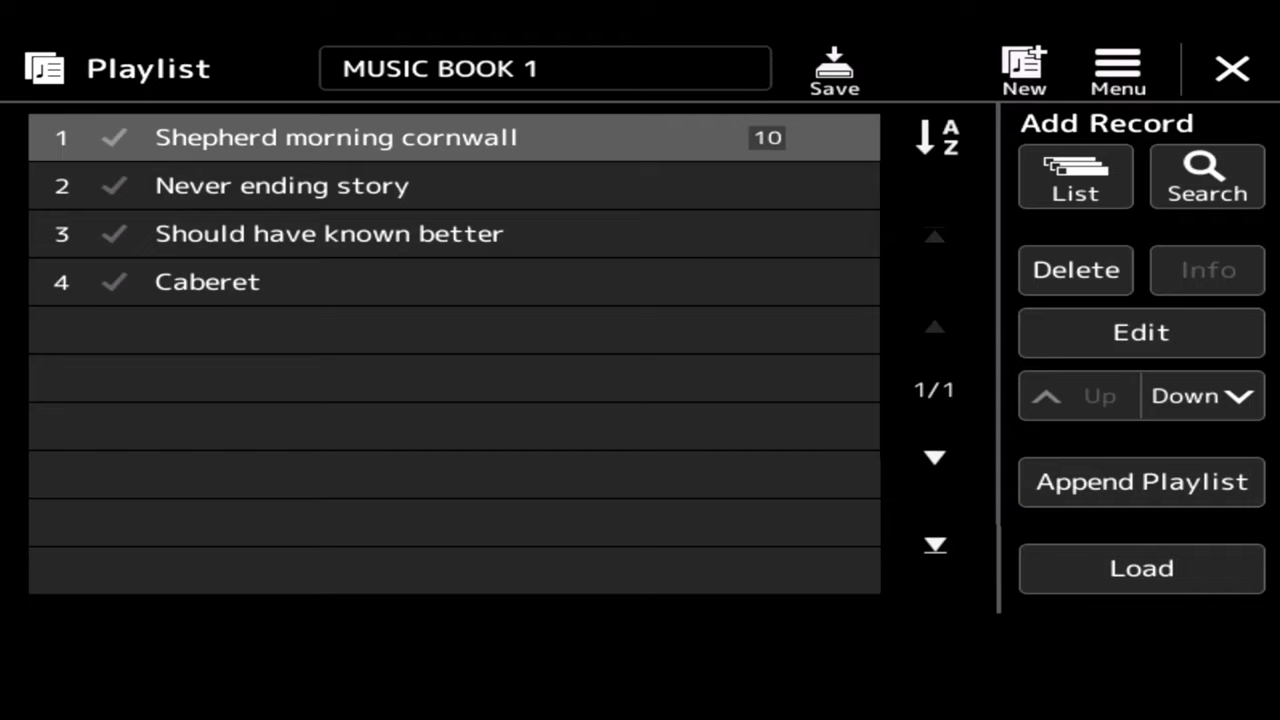 Playlist
MUSIC BOOK 1
Save
New
Menu
1 Shepherd morning cornwall 10
2 Never ending story
3 Should have known better
4 Caberet
A
Z
1/1
Add Record
List
Search
Delete
Info
Edit
Up
Down
Append Playlist
Load